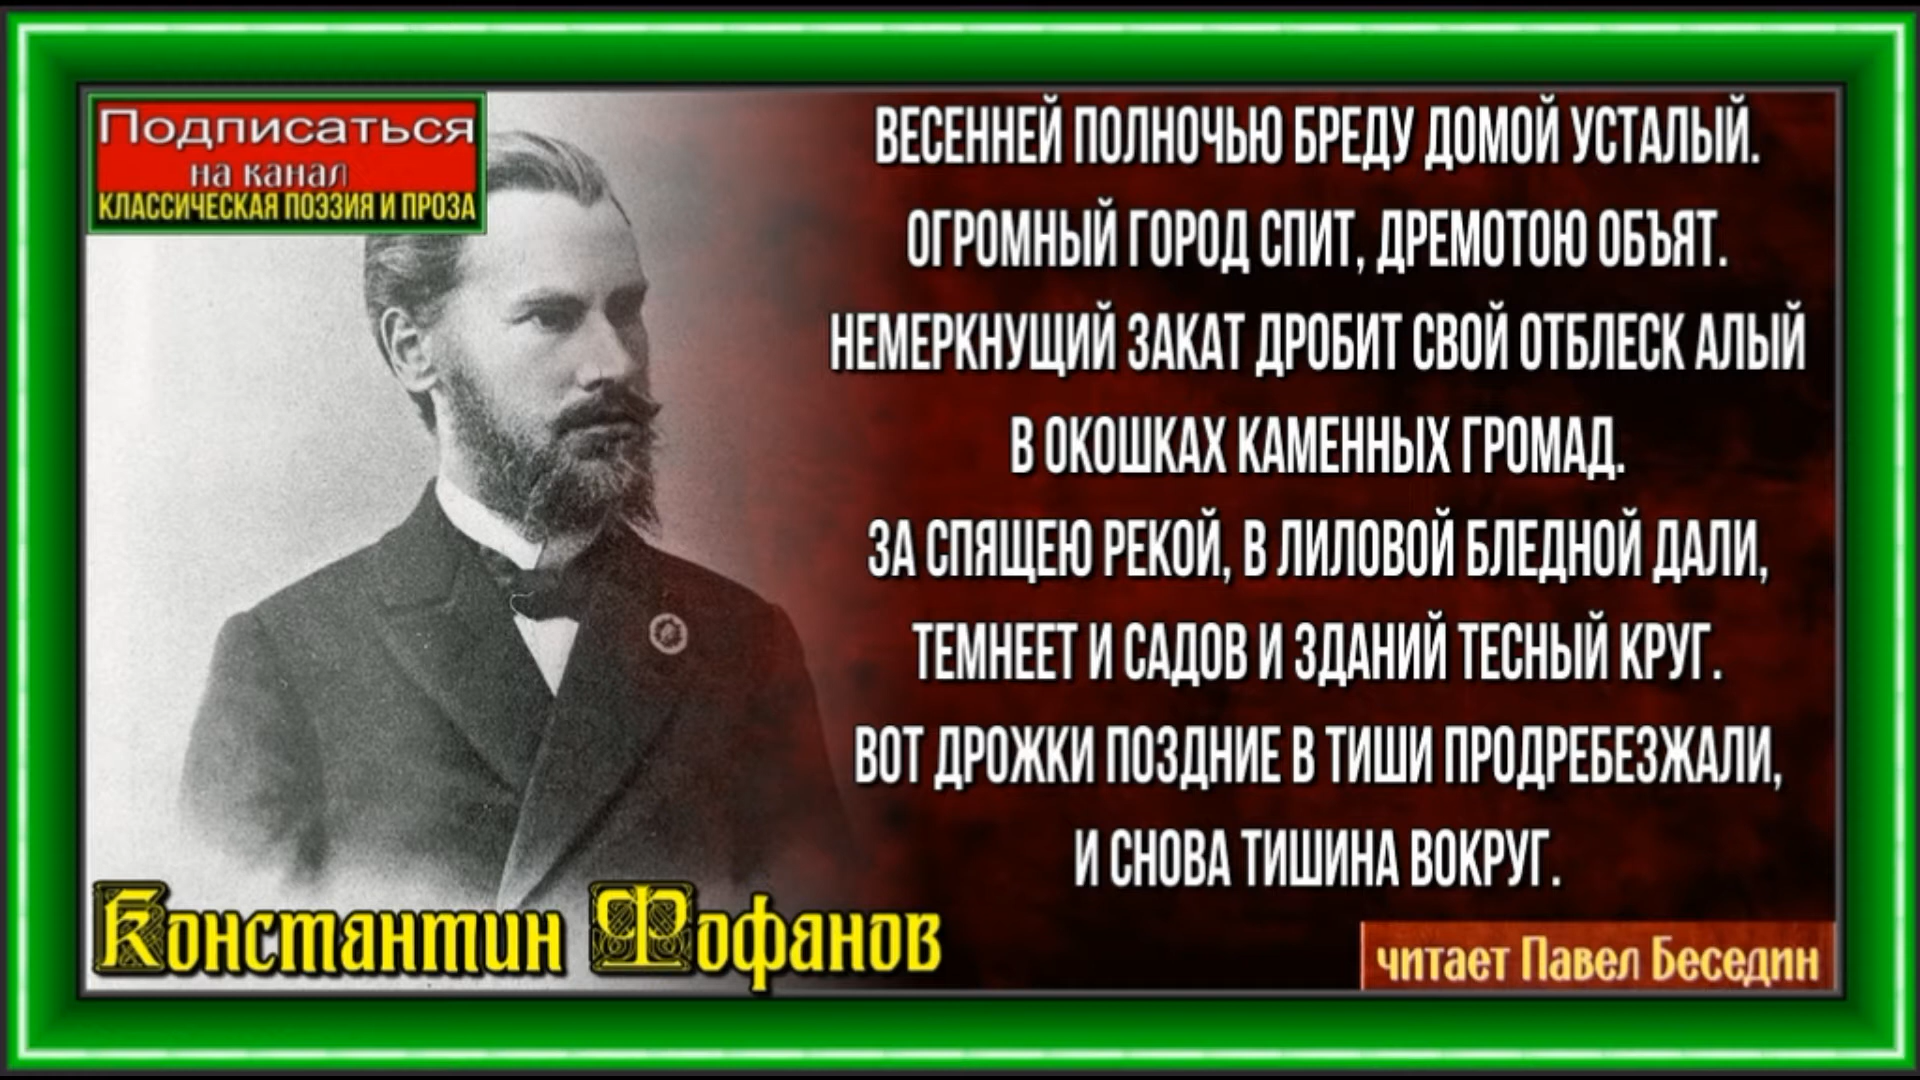 Подписаться
на канал
КЛАССИЧЕСКАЯ ПОЭЗИЯ И ПРОЗА
ВЕСЕННЕЙ ПОЛНОЧЬЮ БРЕДУ ДОМОЙ УСТАЛЫЙ.
ОГРОМНЫЙ ГОРОД СПИТ, ДРЕМОТОЮ ОБЪЯТ.
НЕМЕРКНУЩИЙ ЗАКАТ ДРОБИТ СВОЙ ОТБЛЕСК АЛЫЙ
В ОКОШКАХ КАМЕННЫХ ГРОМАД.
ЗА СПЯЩЕЮ РЕКОЙ, В ЛИЛОВОЙ БЛЕДНОЙ ДАЛИ,
ТЕМНЕЕТ И САДОВ И ЗДАНИЙ ТЕСНЫЙ КРУГ.
ВОТ ДРОЖКИ ПОЗДНИЕ В ТИШИ ПРОДРЕБЕЗЖАЛИ,
И СНОВА ТИШИНА ВОКРУГ.
Константин Фофанов
читает Павел Беседин